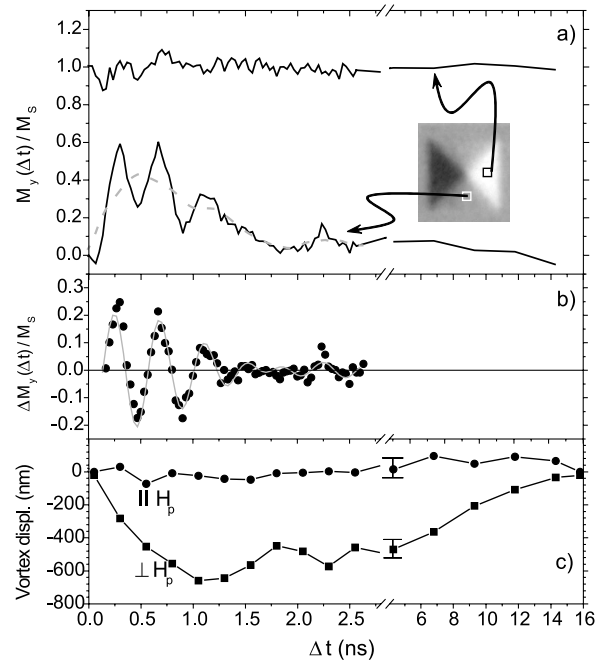 a)
M_y(Δt) / M_S
1.2
1.0
0.8
0.6
0.4
0.2
0.0
b)
ΔM_y(Δt)/M_S
0.3
0.2
0.1
0.0
-0.1
-0.2
c)
Vortex displ. (nm)
0
-200
-400
-600
-800
|| H_p
⊥ H_p
0.0 0.5 1.0 1.5 2.0 2.5 6 8 10 12 14 16
Δt (ns)